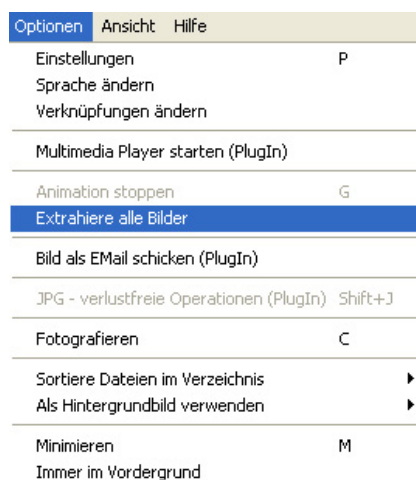 Optionen Ansicht Hilfe
Einstellungen P
Sprache ändern
Verknüpfungen ändern
Multimedia Player starten (PlugIn)
Animation stoppen G
Extrahiere alle Bilder
Bild als EMail schicken (PlugIn)
JPG - verlustfreie Operationen (PlugIn) Shift+J
Fotografieren C
Sortiere Dateien im Verzeichnis
Als Hintergrundbild verwenden
Minimieren M
Immer im Vordergrund